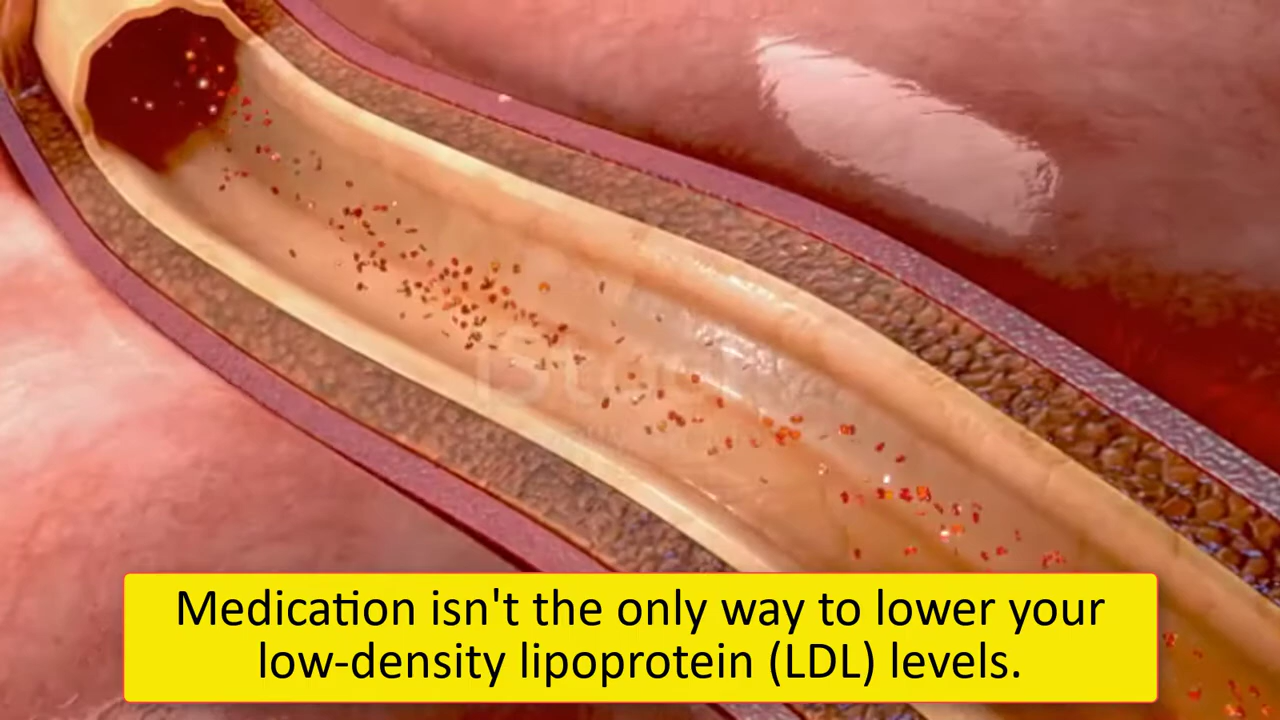 Medication isn't the only way to lower your
low-density lipoprotein (LDL) levels.